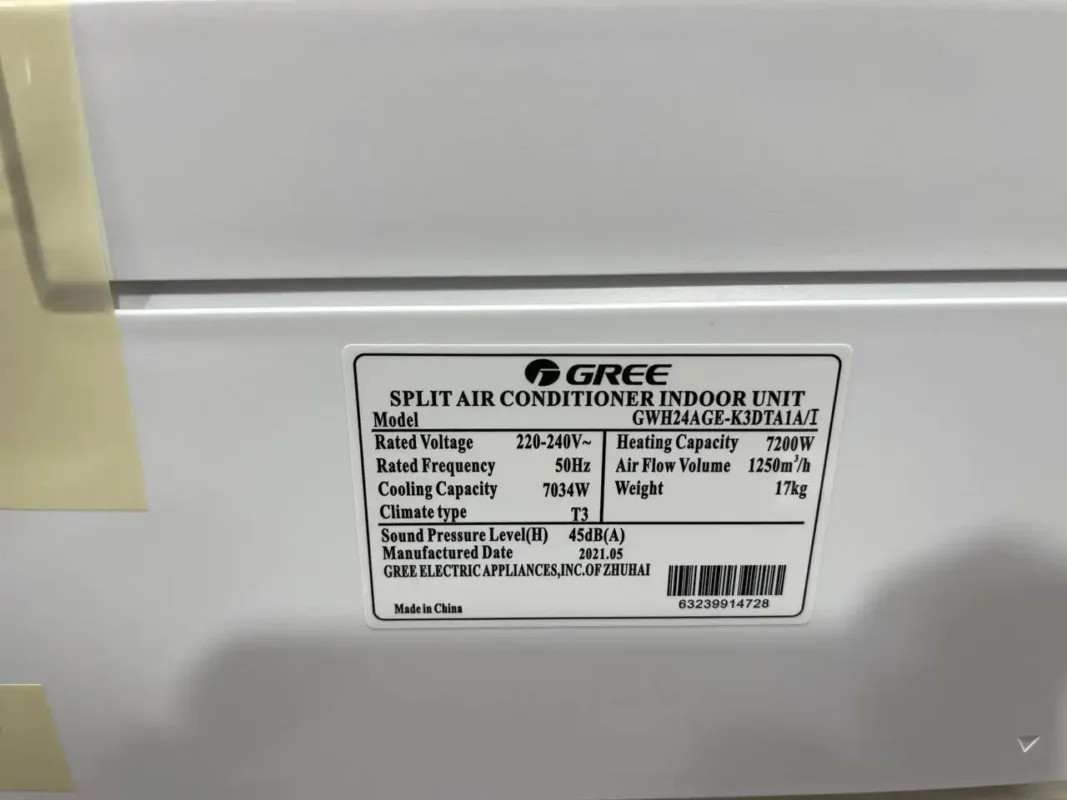 GREE
SPLIT AIR CONDITIONER INDOOR UNIT
Model GWH24AGE-K3DTA1A/I
Rated Voltage 220-240V~
Rated Frequency 50Hz
Cooling Capacity 7034W
Climate type T3
Heating Capacity 7200W
Air Flow Volume 1250m³/h
Weight 17kg
Sound Pressure Level(H) 45dB(A)
Manufactured Date 2021.05
GREE ELECTRIC APPLIANCES,INC.OF ZHUHAI
Made in China
63239914728